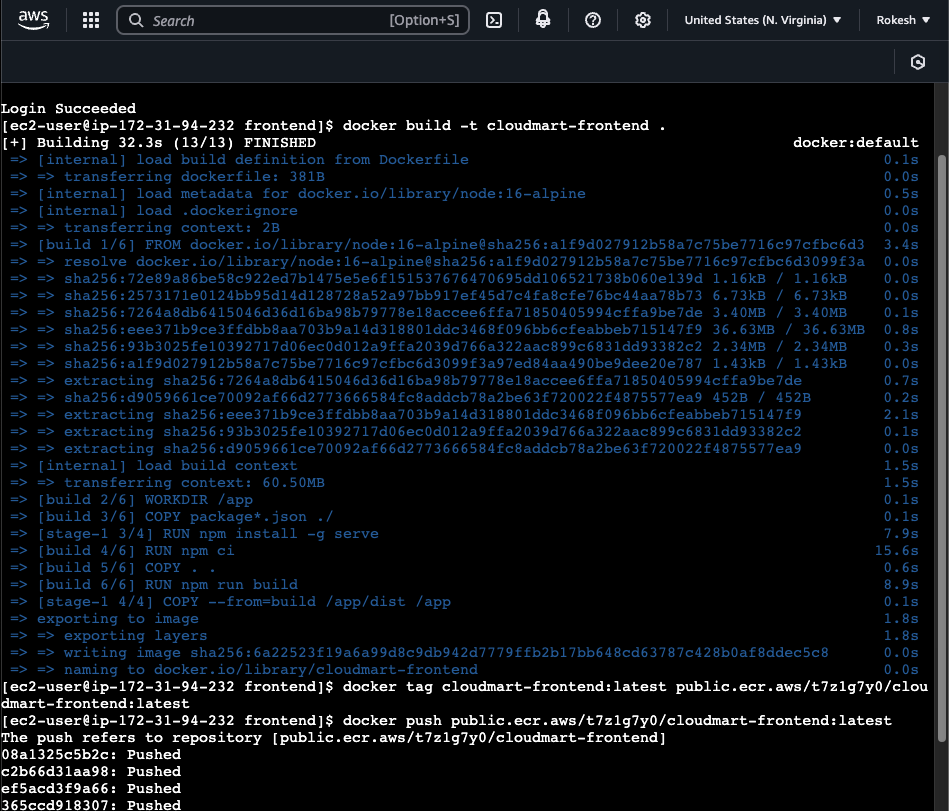 aws
Search [Option+S]
United States (N. Virginia) ▼
Rokesh ▼
Login Succeeded
[ec2-user@ip-172-31-94-232 frontend]$ docker build -t cloudmart-frontend .
[+] Building 32.3s (13/13) FINISHED docker:default
=> [internal] load build definition from Dockerfile 0.1s
=> => transferring dockerfile: 381B 0.0s
=> [internal] load metadata for docker.io/library/node:16-alpine 0.5s
=> [internal] load .dockerignore 0.0s
=> => transferring context: 2B 0.0s
=> [build 1/6] FROM docker.io/library/node:16-alpine@sha256:a1f9d027912b58a7c75be7716c97cfbc6d3 3.4s
=> => resolve docker.io/library/node:16-alpine@sha256:a1f9d027912b58a7c75be7716c97cfbc6d3099f3a 0.0s
=> => sha256:72e89a86be58c922ed7b1475e5e6f151537676470695dd106521738b060e139d 1.16kB / 1.16kB 0.0s
=> => sha256:2573171e0124bb95d14d128728a52a97bb917ef45d7c4fa8cfe76bc44aa78b73 6.73kB / 6.73kB 0.0s
=> => sha256:7264a8db6415046d36d16ba98b79778e18accee6ffa71850405994cffa9be7de 3.40MB / 3.40MB 0.1s
=> => sha256:eee371b9ce3ffdbb8aa703b9a14d318801ddc3468f096bb6cfeabbeb715147f9 36.63MB / 36.63MB 0.8s
=> => sha256:93b3025fe10392717d06ec0d012a9ffa2039d766a322aac899c6831dd93382c2 2.34MB / 2.34MB 0.3s
=> => sha256:a1f9d027912b58a7c75be7716c97cfbc6d3099f3a97ed84aa490be9dee20e787 1.43kB / 1.43kB 0.0s
=> => extracting sha256:7264a8db6415046d36d16ba98b79778e18accee6ffa71850405994cffa9be7de 0.7s
=> => sha256:d9059661ce70092af66d2773666584fc8addcb78a2be63f720022f4875577ea9 452B / 452B 0.2s
=> => extracting sha256:eee371b9ce3ffdbb8aa703b9a14d318801ddc3468f096bb6cfeabbeb715147f9 2.1s
=> => extracting sha256:93b3025fe10392717d06ec0d012a9ffa2039d766a322aac899c6831dd93382c2 0.1s
=> => extracting sha256:d9059661ce70092af66d2773666584fc8addcb78a2be63f720022f4875577ea9 0.0s
=> [internal] load build context 1.5s
=> => transferring context: 60.50MB 1.5s
=> [build 2/6] WORKDIR /app 0.1s
=> [build 3/6] COPY package*.json ./ 0.1s
=> [stage-1 3/4] RUN npm install -g serve 7.9s
=> [build 4/6] RUN npm ci 15.6s
=> [build 5/6] COPY . . 0.6s
=> [build 6/6] RUN npm run build 8.9s
=> [stage-1 4/4] COPY --from=build /app/dist /app 0.1s
=> exporting to image 1.8s
=> => exporting layers 1.8s
=> => writing image sha256:6a22523f19a6a99d8c9db942d7779ffb2b17bb648cd63787c428b0af8ddec5c8 0.0s
=> => naming to docker.io/library/cloudmart-frontend 0.0s
[ec2-user@ip-172-31-94-232 frontend]$ docker tag cloudmart-frontend:latest public.ecr.aws/t7z1g7y0/clou
dmart-frontend:latest
[ec2-user@ip-172-31-94-232 frontend]$ docker push public.ecr.aws/t7z1g7y0/cloudmart-frontend:latest
The push refers to repository [public.ecr.aws/t7z1g7y0/cloudmart-frontend]
08a1325c5b2c: Pushed
c2b66d31aa98: Pushed
ef5acd3f9a66: Pushed
365ccd918307: Pushed